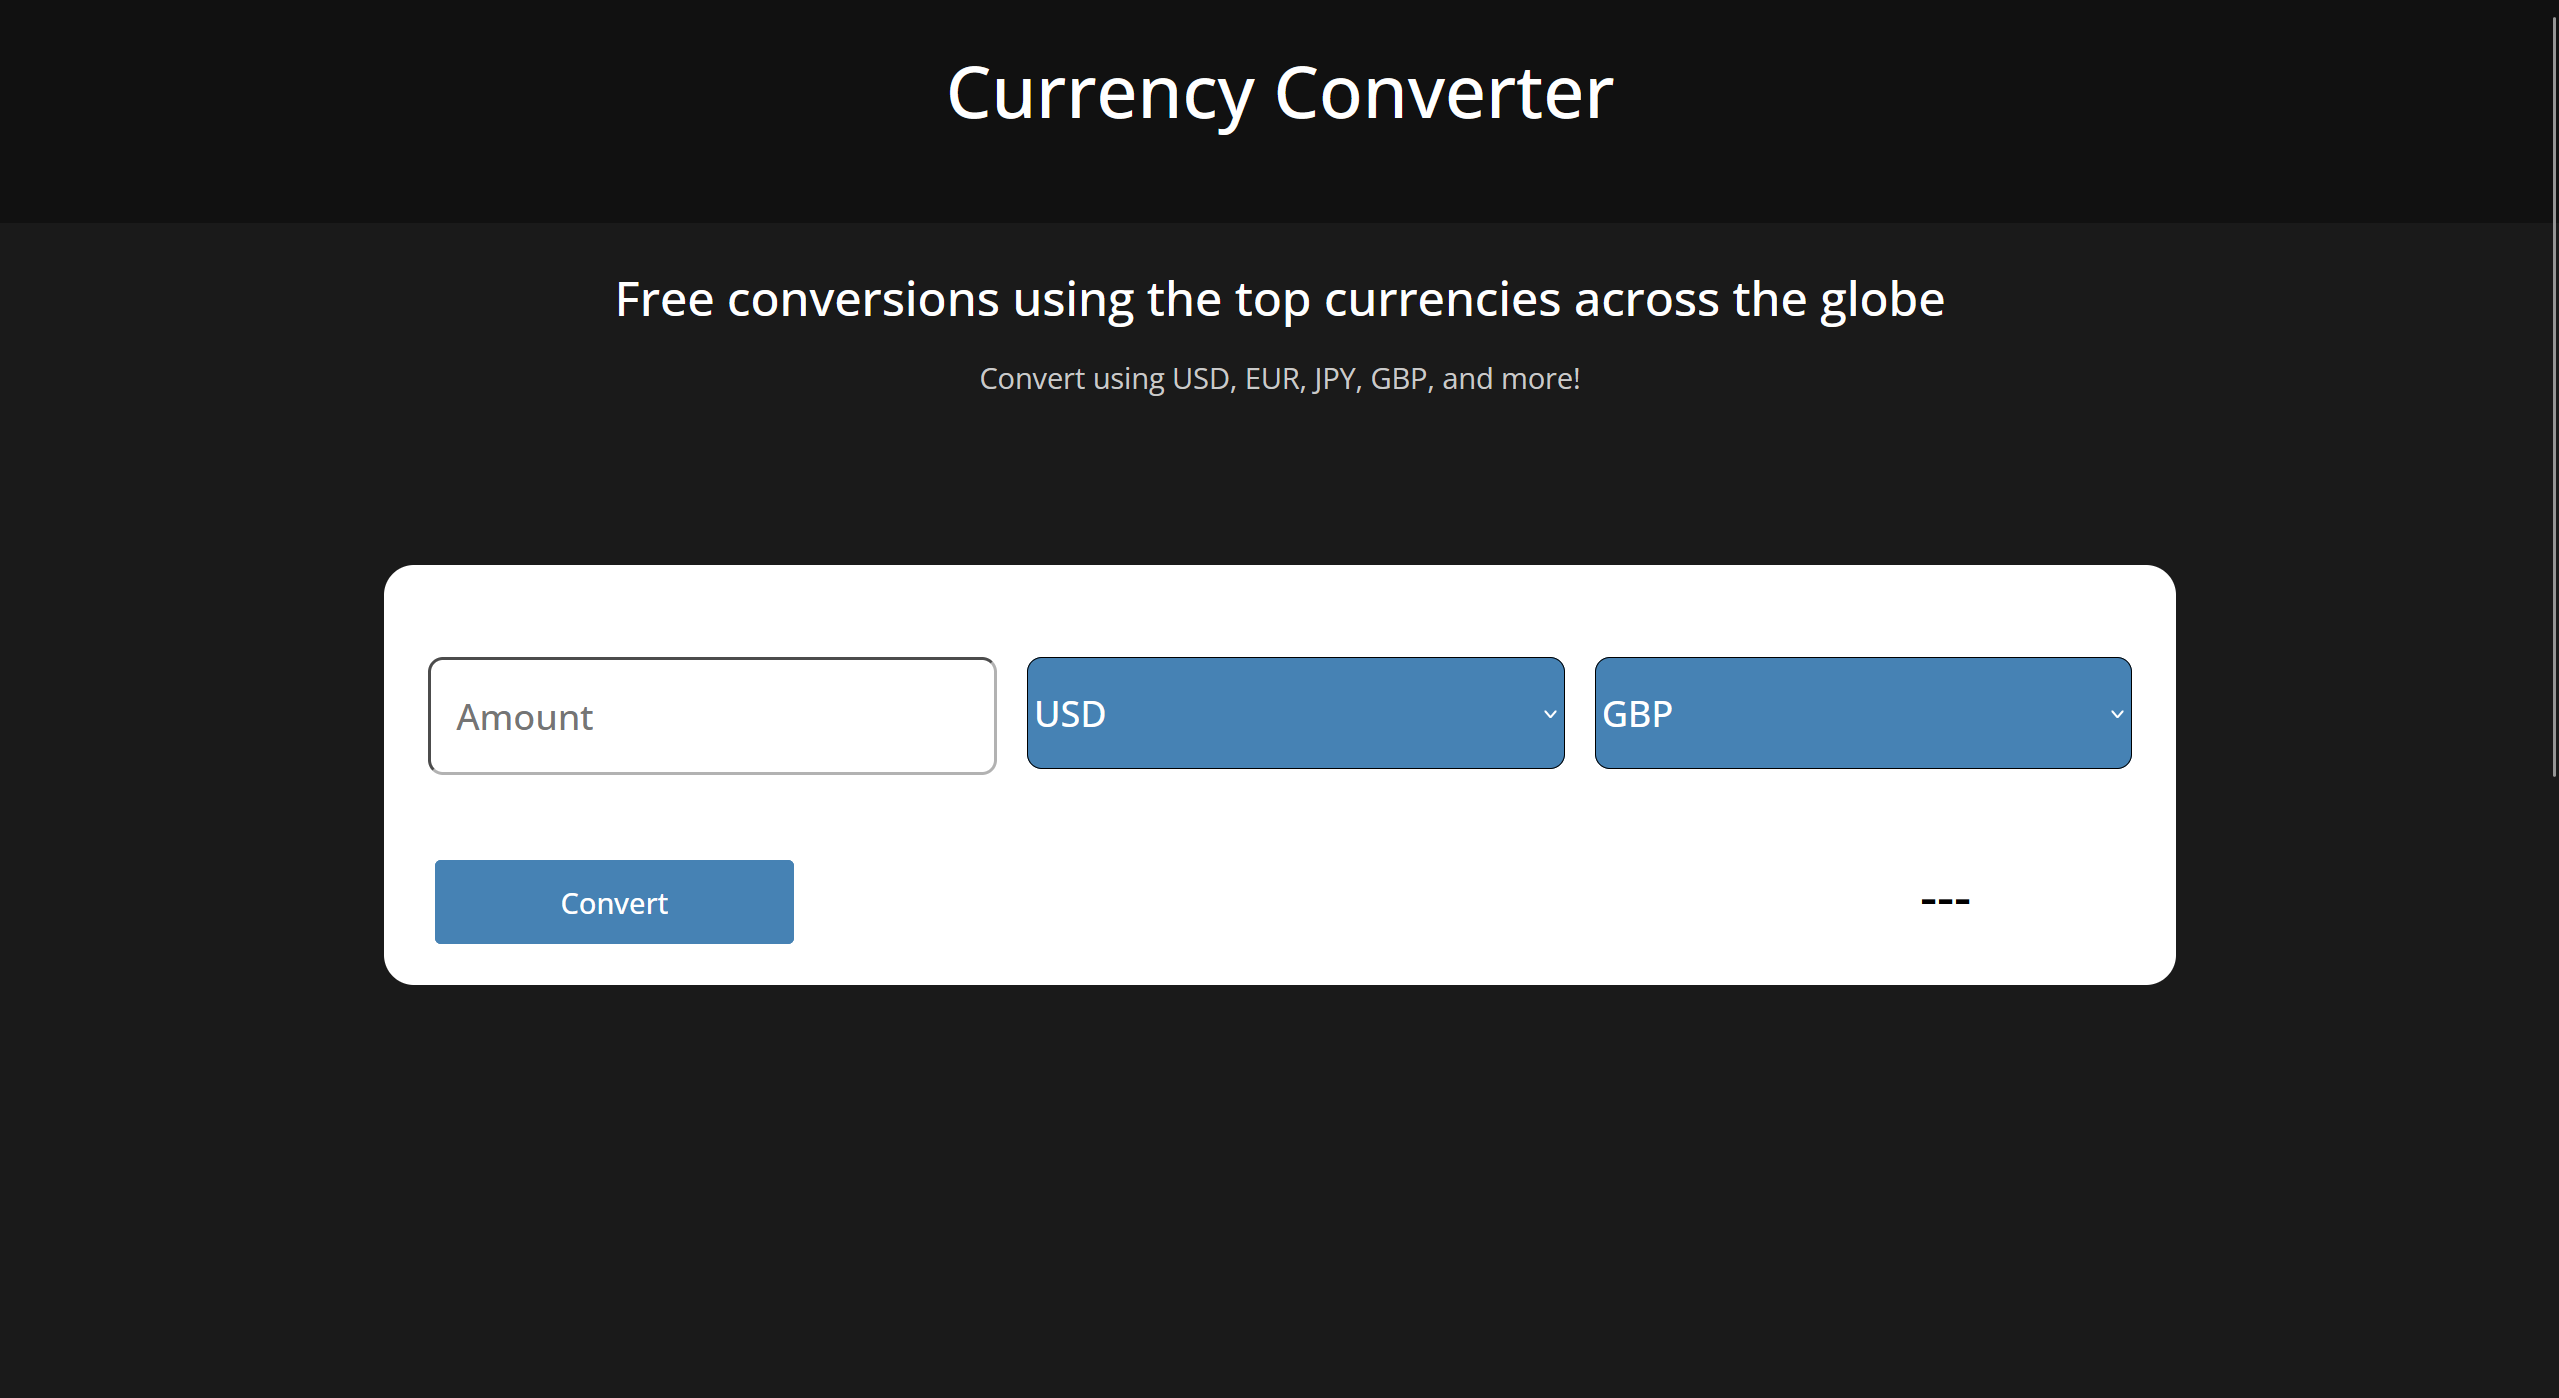 Currency Converter
Free conversions using the top currencies across the globe
Convert using USD, EUR, JPY, GBP, and more!
Amount
USD
GBP
Convert
---